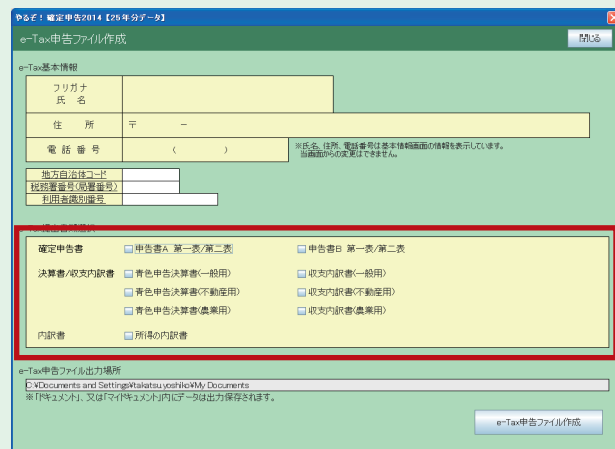 やるぞ！確定申告2014【25年分データ】
e-Tax申告ファイル作成
閉じる
e-Tax基本情報
フリガナ
氏　名
住　所　〒　－
電 話 番 号　（　　）
※氏名、住所、電話番号は基本情報画面の情報を表示しています。
当画面からの変更はできません。
地方自治体コード
税務署番号(局署番号)
利用者識別番号
確定申告書　申告書A 第一表/第二表　申告書B 第一表/第二表
決算書/収支内訳書　青色申告決算書(一般用)　収支内訳書(一般用)
青色申告決算書(不動産用)　収支内訳書(不動産用)
青色申告決算書(農業用)　収支内訳書(農業用)
内訳書　所得の内訳書
e-Tax申告ファイル出力場所
C:¥Documents and Settings¥takatsuyoshiko¥My Documents
※「ドキュメント」、又は「マイドキュメント」内にデータは出力保存されます。
e-Tax申告ファイル作成